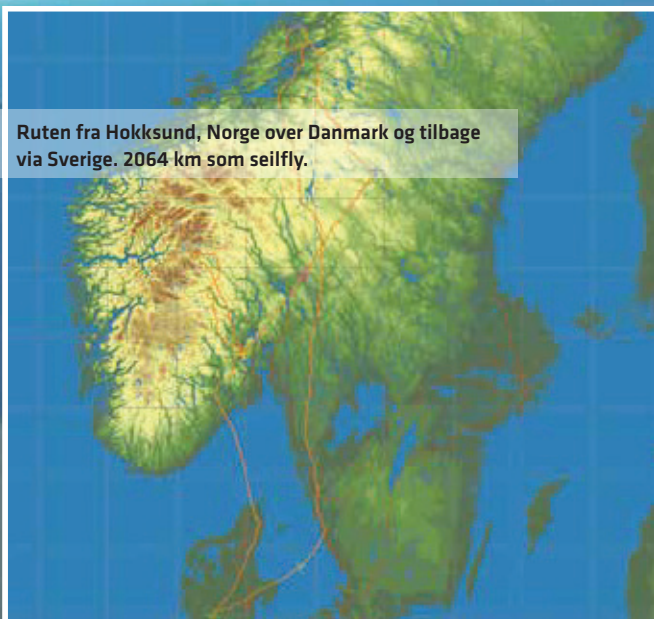 Ruten fra Hokksund, Norge over Danmark og tilbage
via Sverige. 2064 km som seilfly.